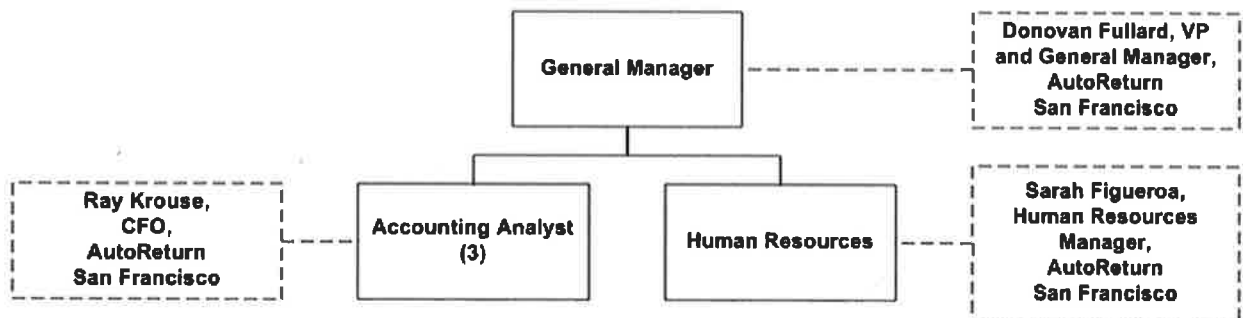 General Manager
Donovan Fullard, VP
and General Manager,
AutoReturn
San Francisco
Ray Krouse,
CFO,
AutoReturn
San Francisco
Accounting Analyst
(3)
Human Resources
Sarah Figueroa,
Human Resources
Manager,
AutoReturn
San Francisco